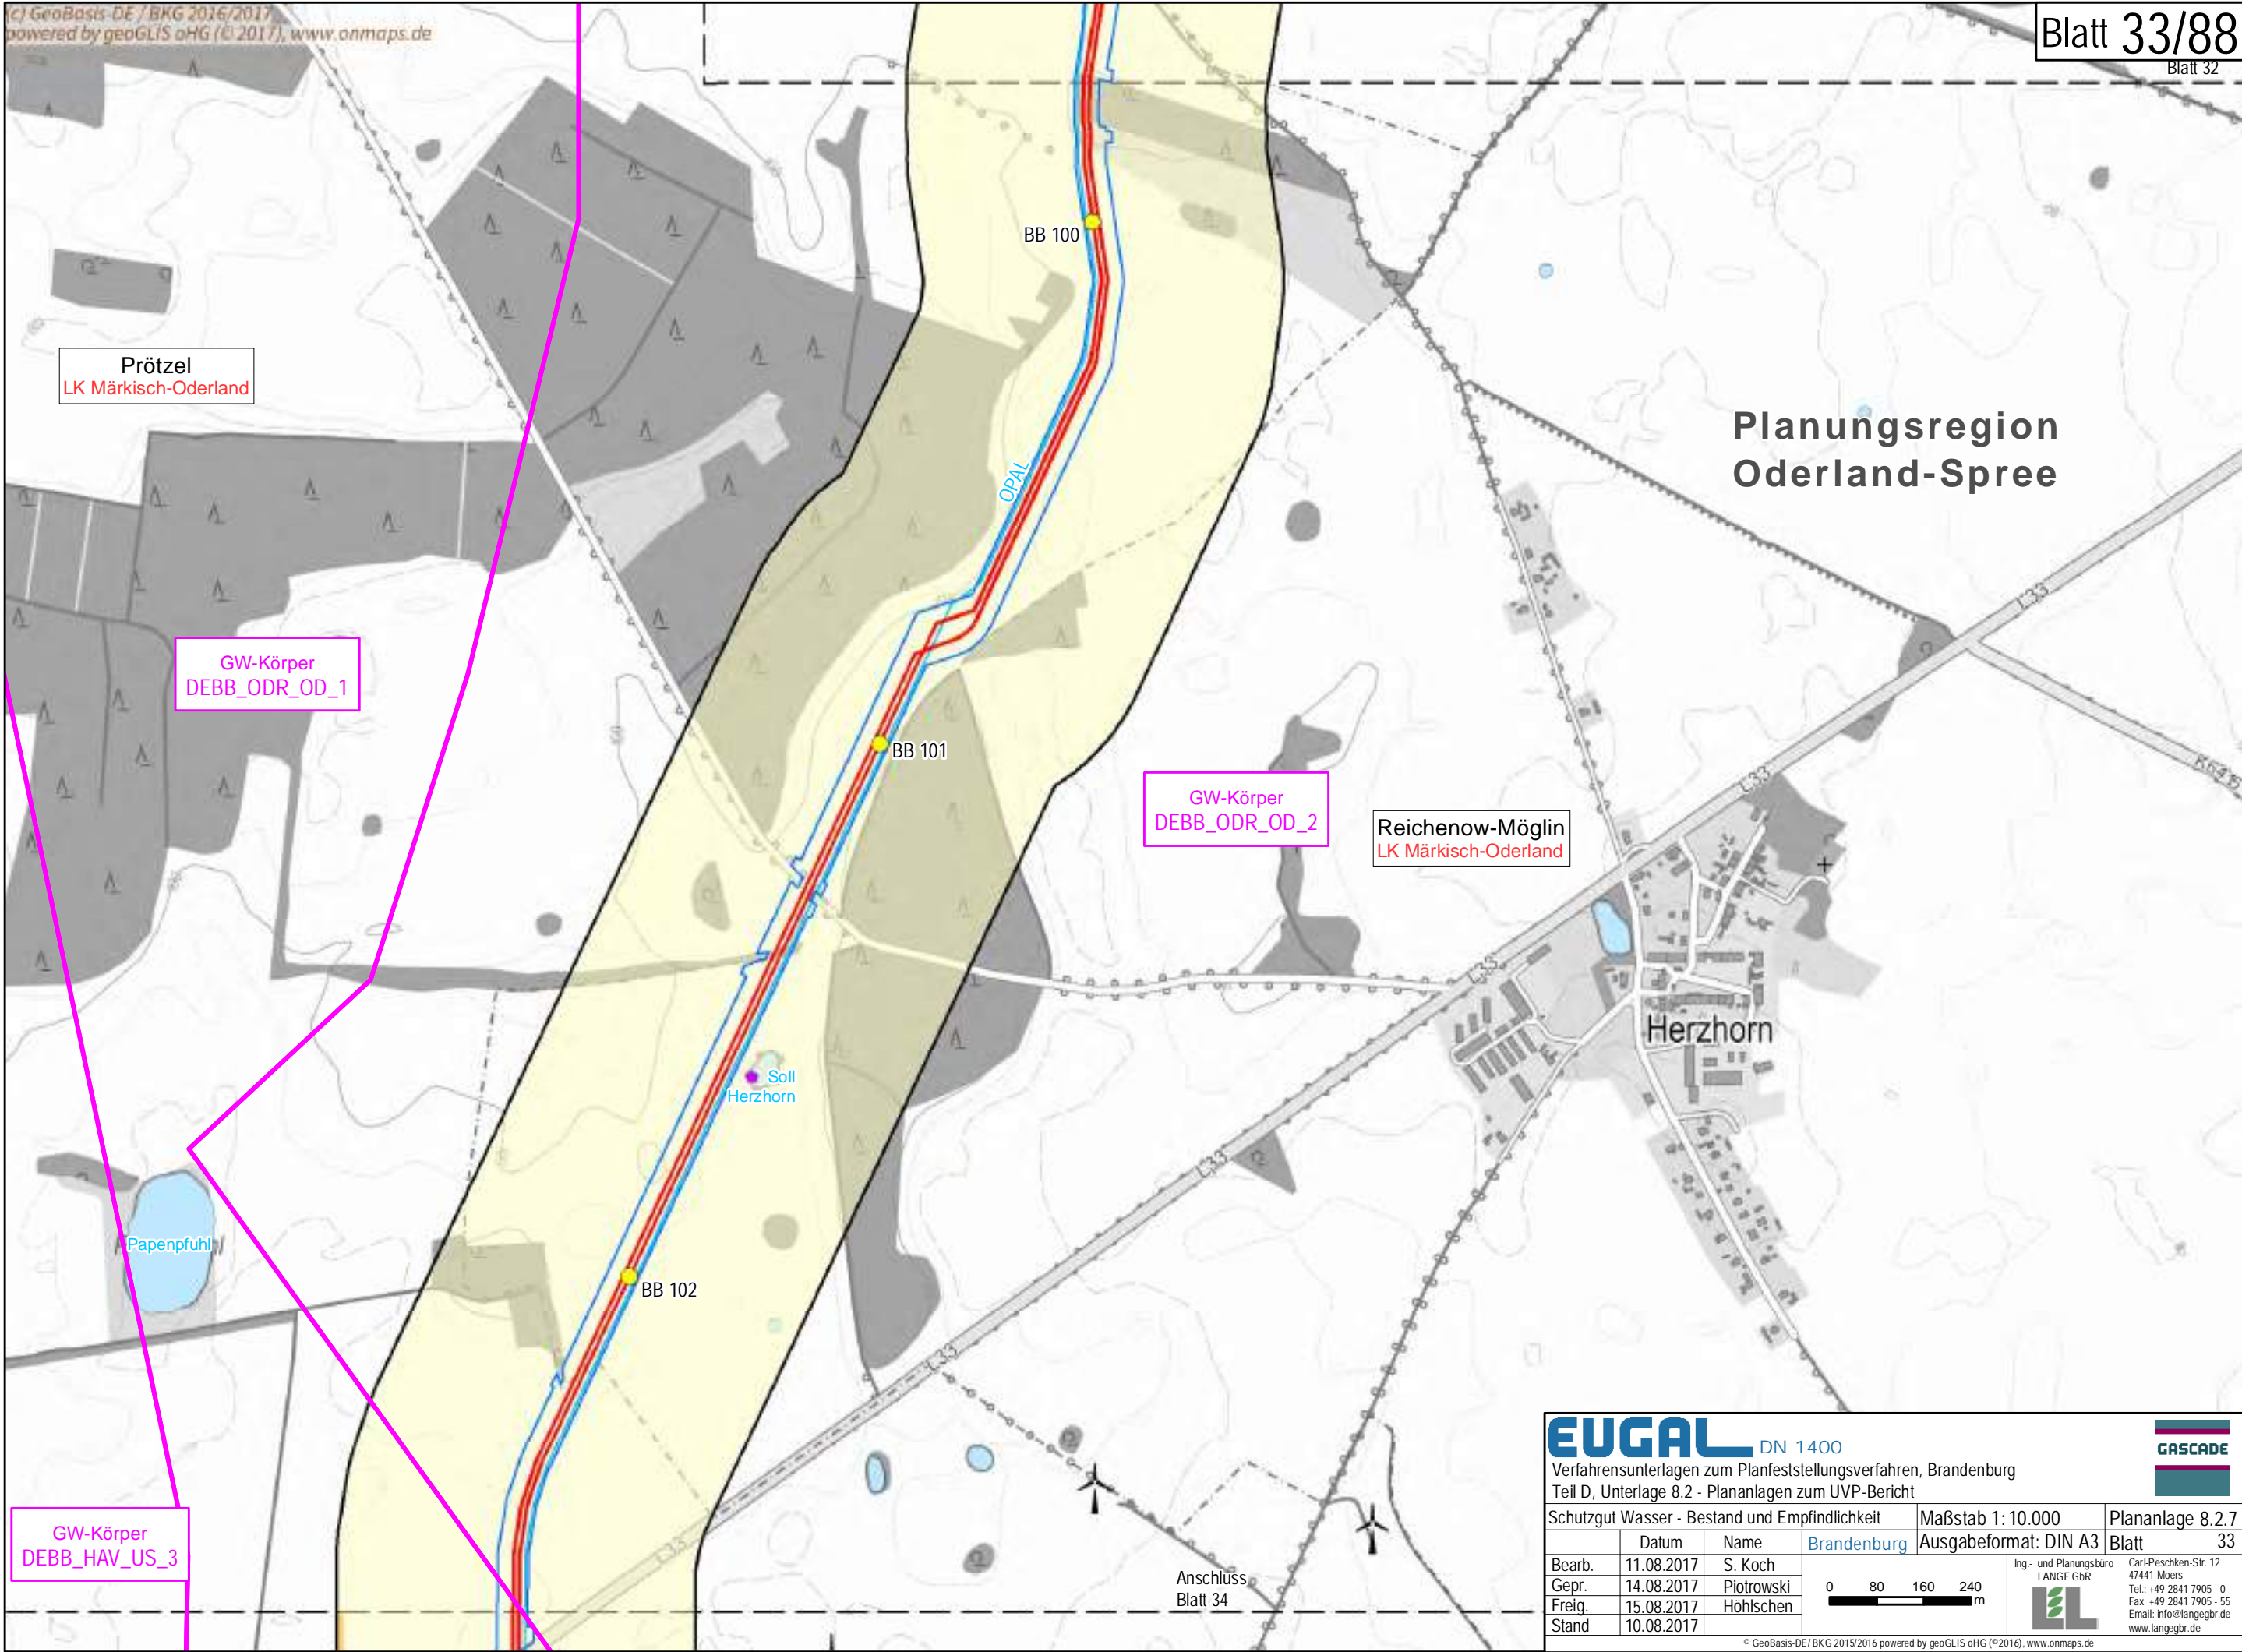 (c) GeoBasis-DE / BKG 2016/2017
powered by geoGLIS oHG (© 2017), www.onmaps.de
Blatt 33/88
Blatt 32
BB 100
Prötzel
LK Märkisch-Oderland
Planungsregion
Oderland-Spree
OPAL
L33
GW-Körper
DEBB_ODR_OD_1
BB 101
L33
GW-Körper
DEBB_ODR_OD_2
Reichenow-Möglin
LK Märkisch-Oderland
L33
Herzhorn
Soll
Herzhorn
L33
Papenpfuhl
BB 102
L33
L33
GW-Körper
DEBB_HAV_US_3
Anschluss
Blatt 34
EUGAL DN 1400
GASCADE
Verfahrensunterlagen zum Planfeststellungsverfahren, Brandenburg
Teil D, Unterlage 8.2 - Plananlagen zum UVP-Bericht
Schutzgut Wasser - Bestand und Empfindlichkeit Maßstab 1: 10.000 Plananlage 8.2.7
Datum Name Brandenburg Ausgabeformat: DIN A3 Blatt 33
Bearb. 11.08.2017 S. Koch
Gepr. 14.08.2017 Piotrowski
Freig. 15.08.2017 Höhlschen
Stand 10.08.2017
0 80 160 240
m
Ing.- und Planungsbüro
LANGE GbR
Carl-Peschken-Str. 12
47441 Moers
Tel.: +49 2841 7905 - 0
Fax +49 2841 7905 - 55
Email: info@langegbr.de
www.langegbr.de
© GeoBasis-DE/ BKG 2015/2016 powered by geoGLIS oHG (©2016), www.onmaps.de